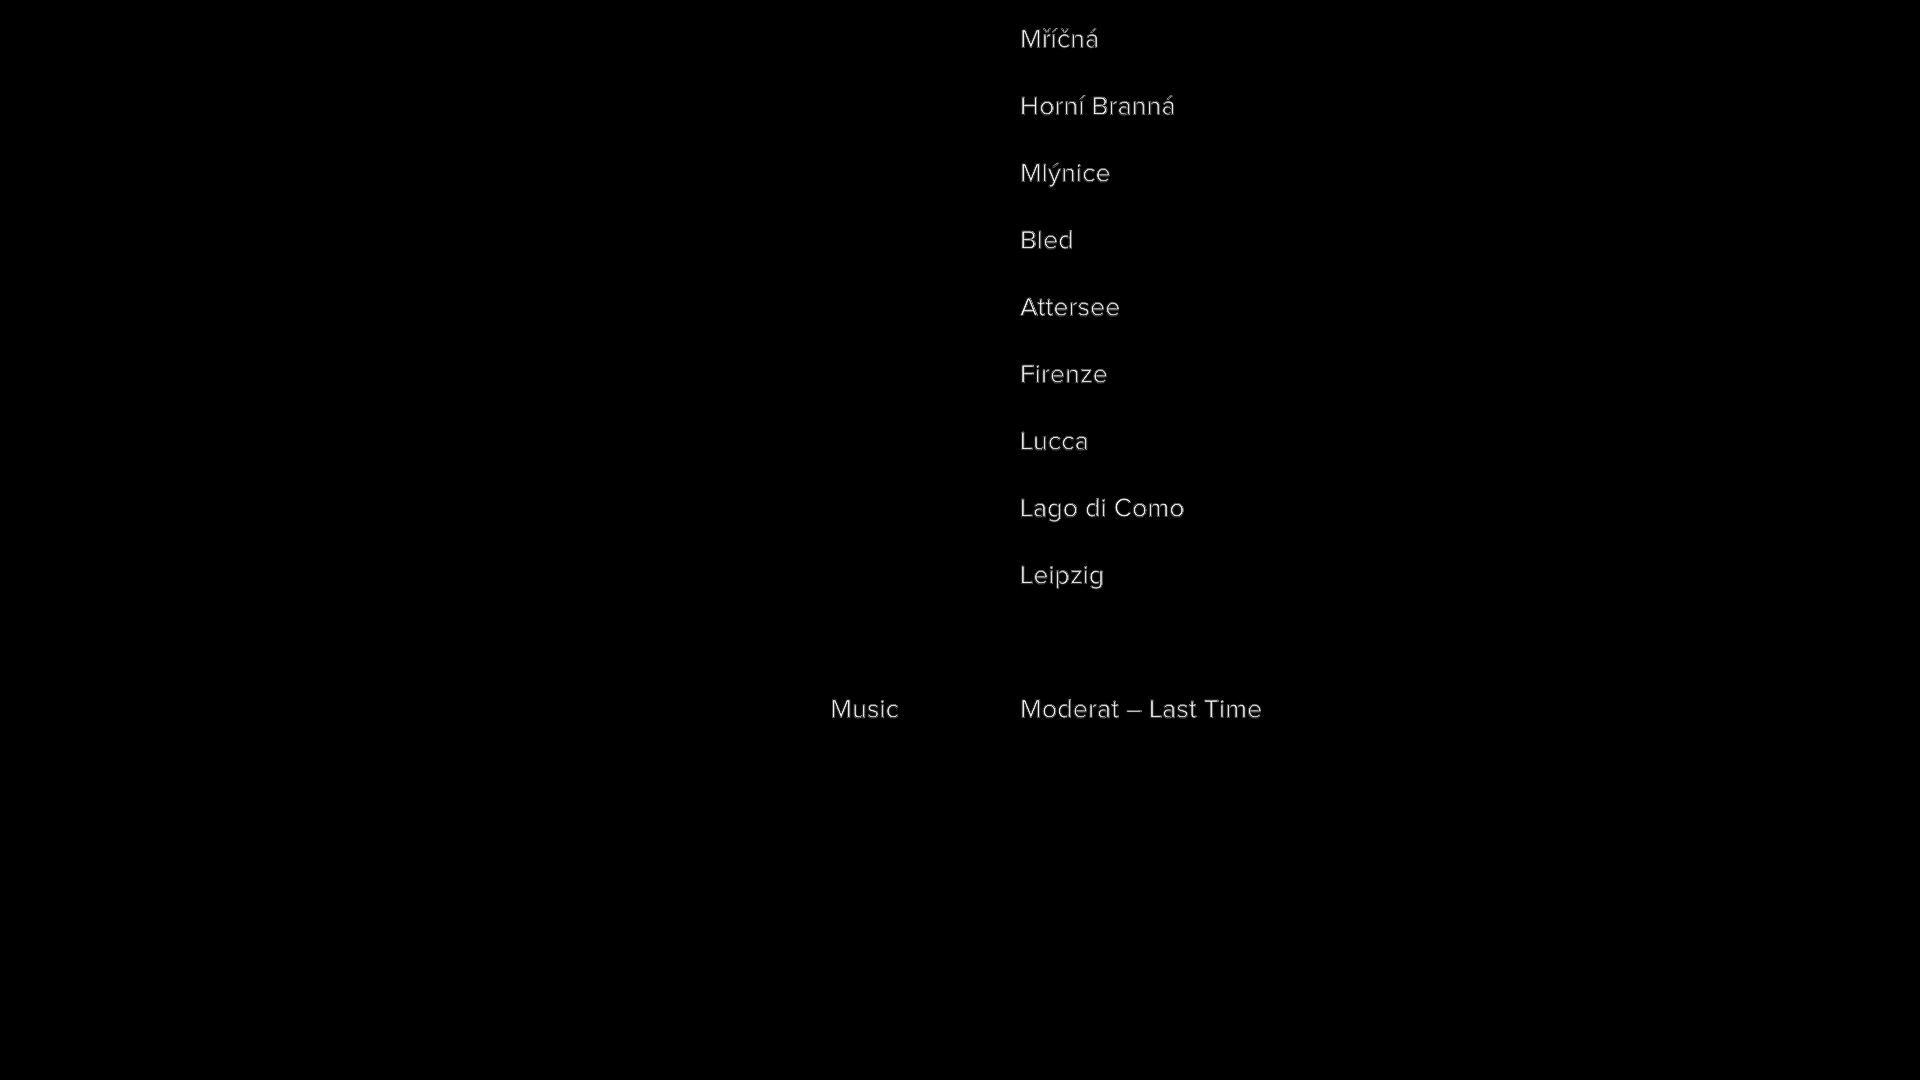 Mříčná
Horní Branná
Mlýnice
Bled
Attersee
Firenze
Lucca
Lago di Como
Leipzig
Music Moderat – Last Time